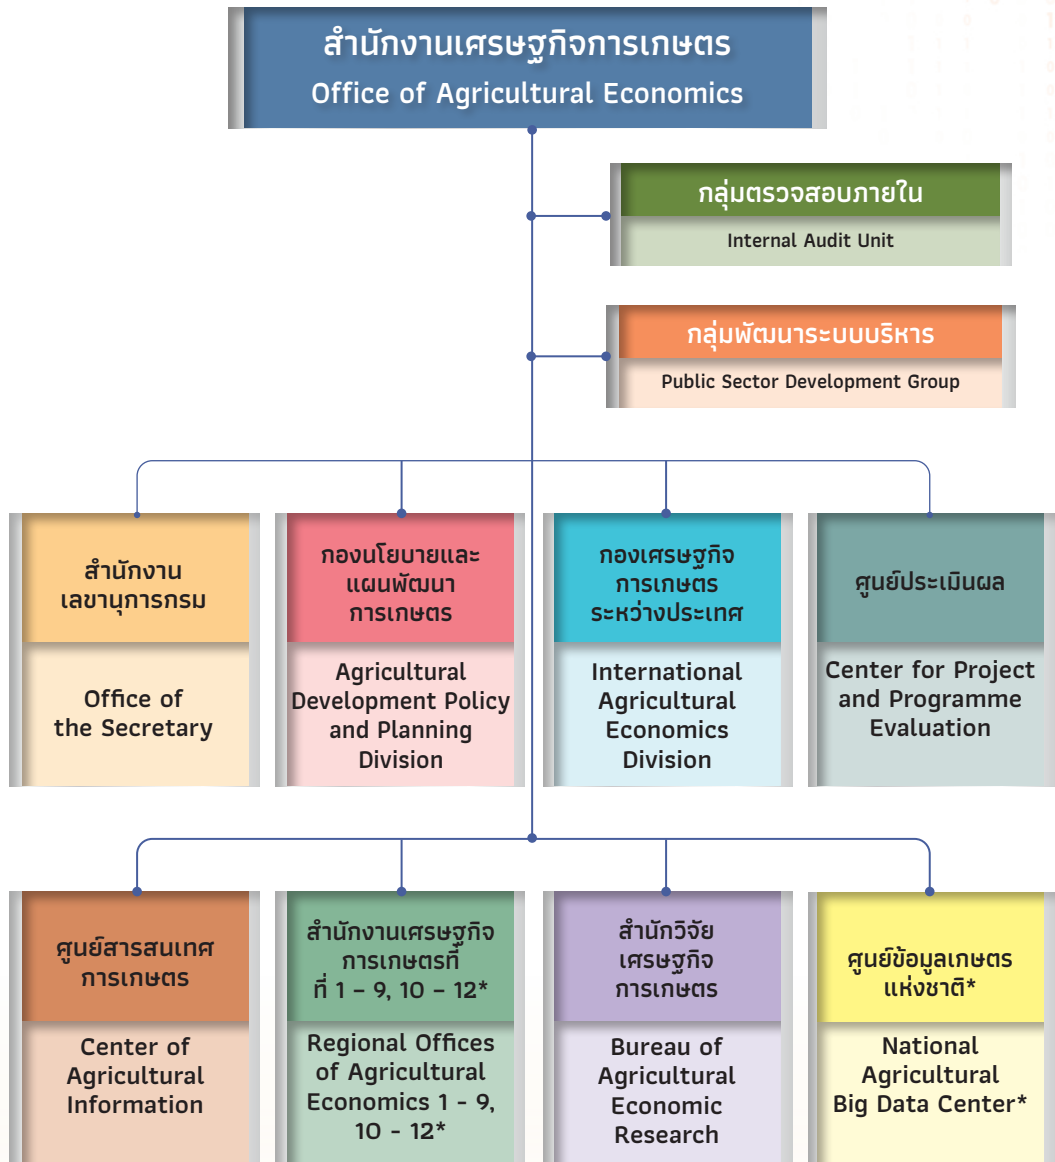 สำนักงานเศรษฐกิจการเกษตร
Office of Agricultural Economics
กลุ่มตรวจสอบภายใน
Internal Audit Unit
กลุ่มพัฒนาระบบบริหาร
Public Sector Development Group
สำนักงาน
เลขานุการกรม
Office of
the Secretary
กองนโยบายและ
แผนพัฒนา
การเกษตร
Agricultural
Development Policy
and Planning
Division
กองเศรษฐกิจ
การเกษตร
ระหว่างประเทศ
International
Agricultural
Economics
Division
ศูนย์ประเมินผล
Center for Project
and Programme
Evaluation
ศูนย์สารสนเทศ
การเกษตร
Center of
Agricultural
Information
สำนักงานเศรษฐกิจ
การเกษตรที่
ที่ 1 – 9, 10 – 12*
Regional Offices
of Agricultural
Economics 1 - 9,
10 - 12*
สำนักวิจัย
เศรษฐกิจ
การเกษตร
Bureau of
Agricultural
Economic
Research
ศูนย์ข้อมูลเกษตร
แห่งชาติ*
National
Agricultural
Big Data Center*